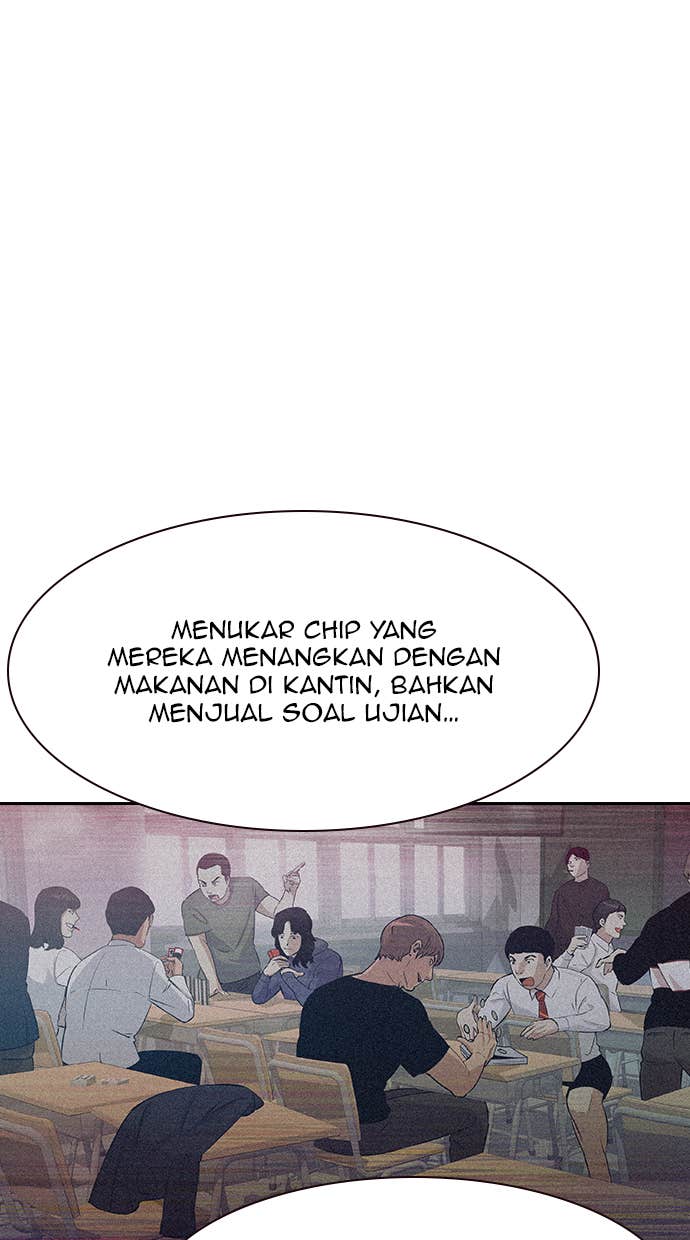 MENUKAR CHIP YANG
MEREKA MENANGKAN DENGAN
MAKANAN DI KANTIN, BAHKAN
MENJUAL SOAL UJIAN...